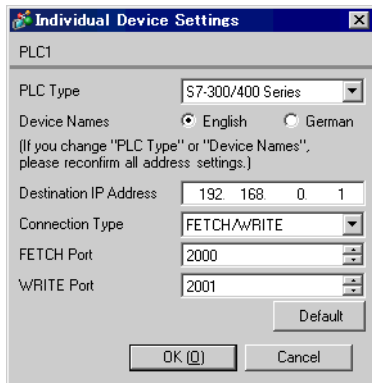 Individual Device Settings
PLC1
PLC Type S7-300/400 Series
Device Names English German
(If you change "PLC Type" or "Device Names",
please reconfirm all address settings.)
Destination IP Address 192. 168. 0. 1
Connection Type FETCH/WRITE
FETCH Port 2000
WRITE Port 2001
Default
OK (O) Cancel